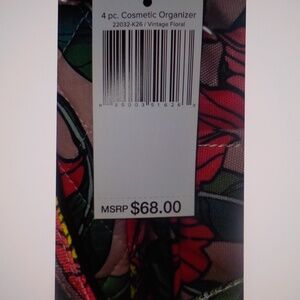 4 pc. Cosmetic Organizer
22032-K26 / Vintage Floral
MSRP $68.00